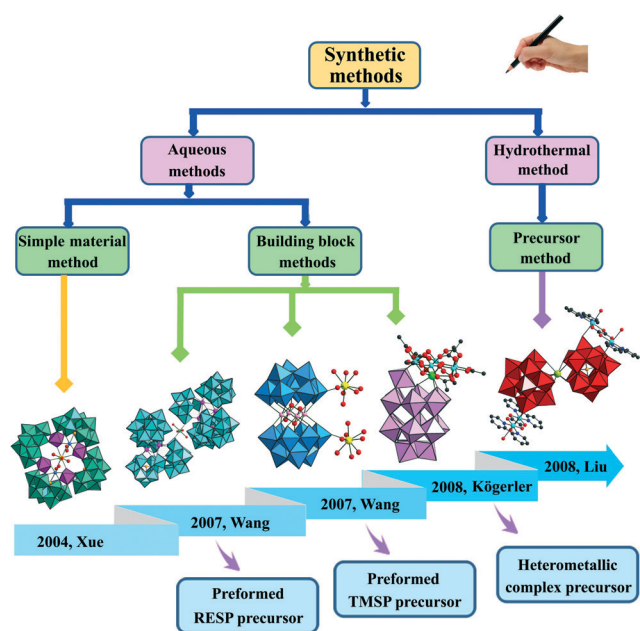 Synthetic
methods
Aqueous
methods
Hydrothermal
method
Simple material
method
Building block
methods
Precursor
method
2004, Xue
2007, Wang
2007, Wang
2008, Kögerler
2008, Liu
Preformed
RESP precursor
Preformed
TMSP precursor
Heterometallic
complex precursor